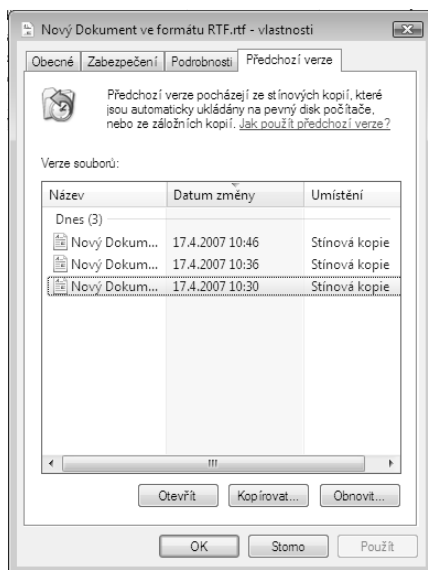 Nový Dokument ve formátu RTF.rtf - vlastnosti
Obecné Zabezpečení Podrobnosti Předchozí verze
Předchozí verze pocházejí ze stínových kopií, které
jsou automaticky ukládány na pevný disk počítače,
nebo ze záložních kopií. Jak použít předchozí verze?
Verze souborů:
Název Datum změny Umístění
Dnes (3)
Nový Dokum... 17.4.2007 10:46 Stínová kopie
Nový Dokum... 17.4.2007 10:36 Stínová kopie
Nový Dokum... 17.4.2007 10:30 Stínová kopie
Otevřít Kopírovat... Obnovit...
OK Storno Použít